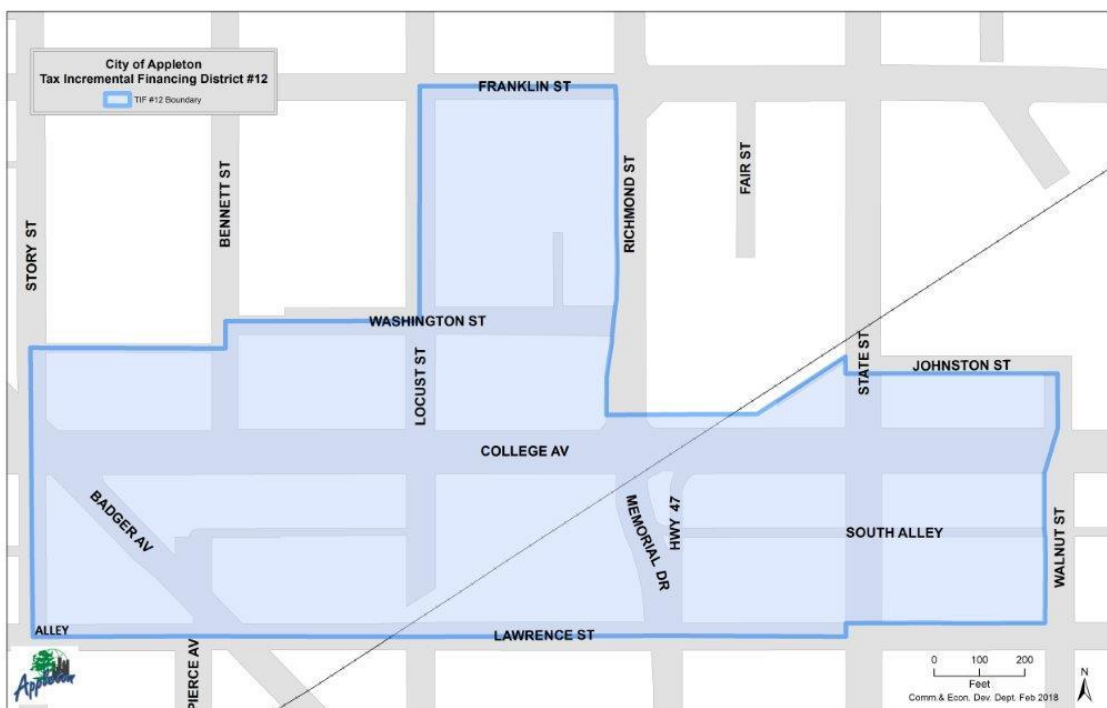 City of Appleton
Tax Incremental Financing District #12
TIF #12 Boundary
FRANKLIN ST
STORY ST
BENNETT ST
RICHMOND ST
FAIR ST
WASHINGTON ST
LOCUST ST
STATE ST
JOHNSTON ST
COLLEGE AV
BADGER AV
MEMORIAL DR
HWY 47
SOUTH ALLEY
WALNUT ST
ALLEY
LAWRENCE ST
PIERCE AV
Appleton
0 100 200
Feet
N
Comm.& Econ. Dev. Dept. Feb 2018